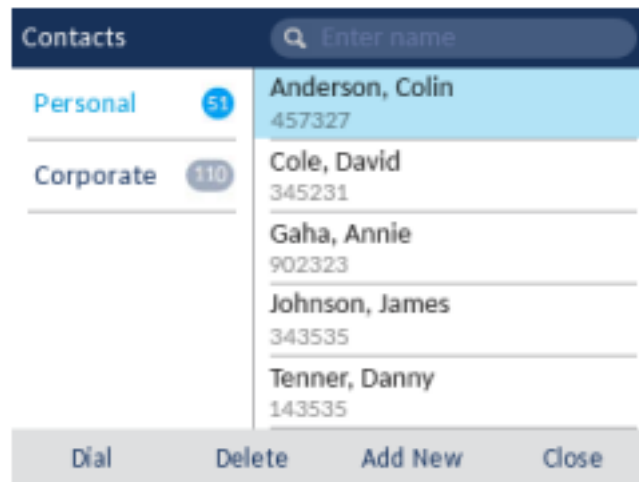 Contacts
Enter name
Personal 51
Corporate 110
Anderson, Colin
457327
Cole, David
345231
Gaha, Annie
902323
Johnson, James
343535
Tenner, Danny
143535
Dial Delete Add New Close